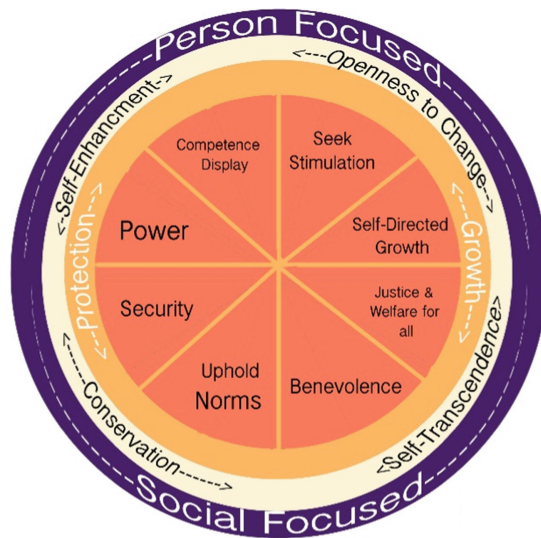 Person Focused
<---Openness to Change--->
<-Self-Enhancment->
Competence
Display
Seek
Stimulation
<---Protection--->
Power
Self-Directed
Growth
<---Growth--->
Security
Justice &
Welfare for
all
Uphold
Norms
Benevolence
<-----Conservation------>
<Self-Transcendence>
Social Focused